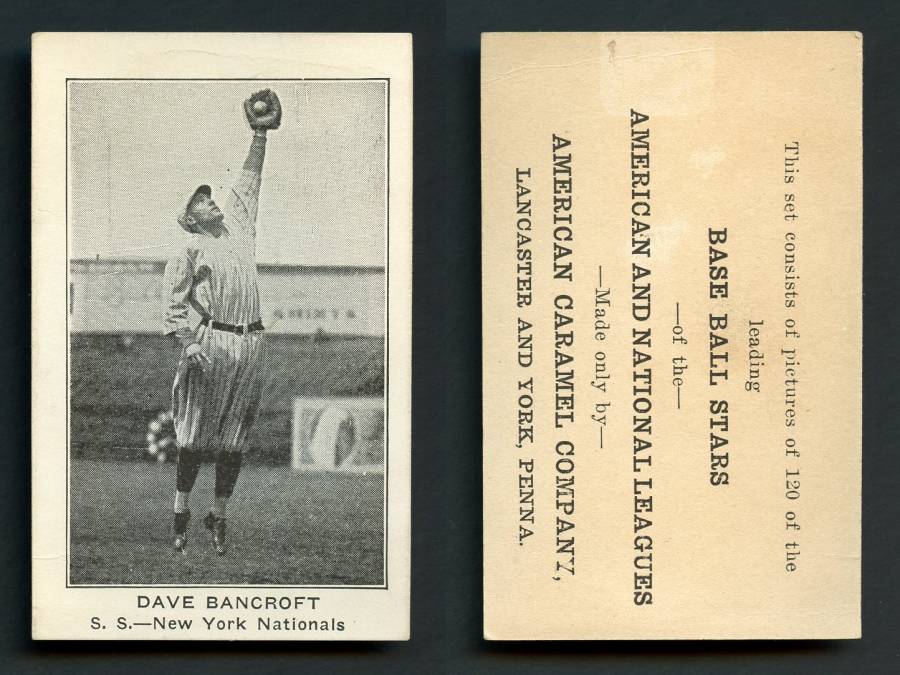 SHIRTS
DAVE BANCROFT
S. S.—New York Nationals
This set consists of pictures of 120 of the
leading
BASE BALL STARS
—of the—
AMERICAN AND NATIONAL LEAGUES
—Made only by—
AMERICAN CARAMEL COMPANY,
LANCASTER AND YORK, PENNA.